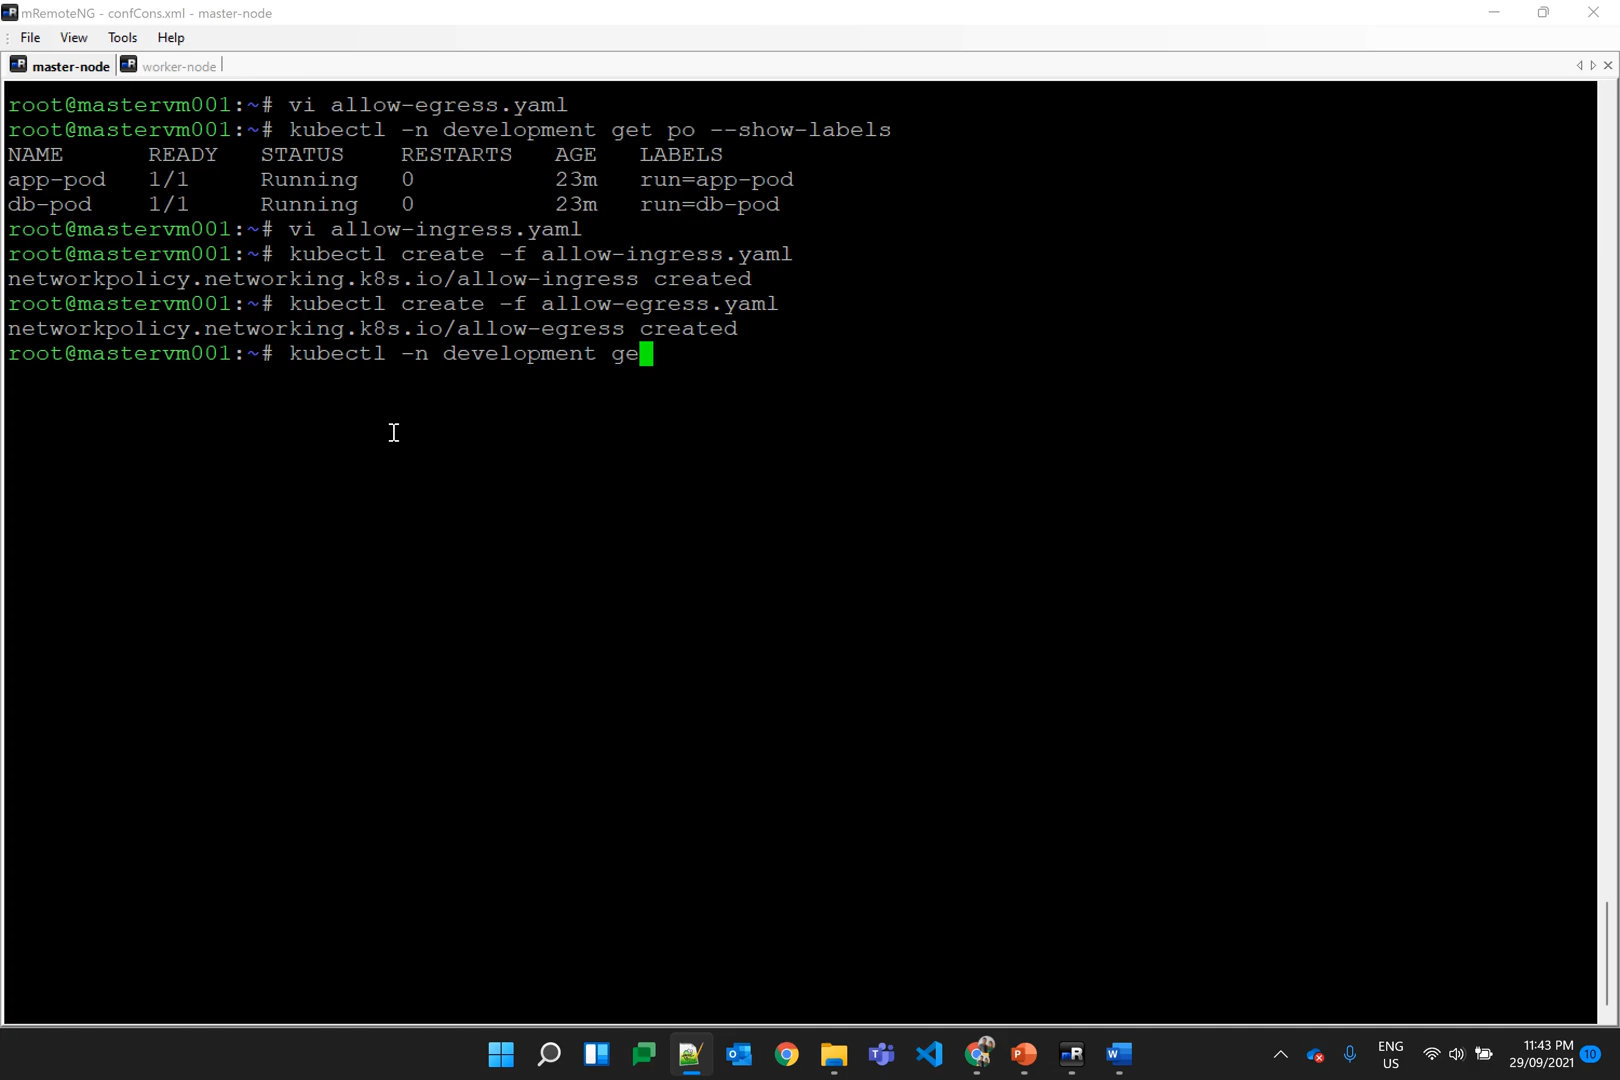 mRemoteNG - confCons.xml - master-node
File View Tools Help
master-node worker-node
root@mastervm001:~# vi allow-egress.yaml
root@mastervm001:~# kubectl -n development get po --show-labels
NAME READY STATUS RESTARTS AGE LABELS
app-pod 1/1 Running 0 23m run=app-pod
db-pod 1/1 Running 0 23m run=db-pod
root@mastervm001:~# vi allow-ingress.yaml
root@mastervm001:~# kubectl create -f allow-ingress.yaml
networkpolicy.networking.k8s.io/allow-ingress created
root@mastervm001:~# kubectl create -f allow-egress.yaml
networkpolicy.networking.k8s.io/allow-egress created
root@mastervm001:~# kubectl -n development ge
ENG
US
11:43 PM
29/09/2021
10